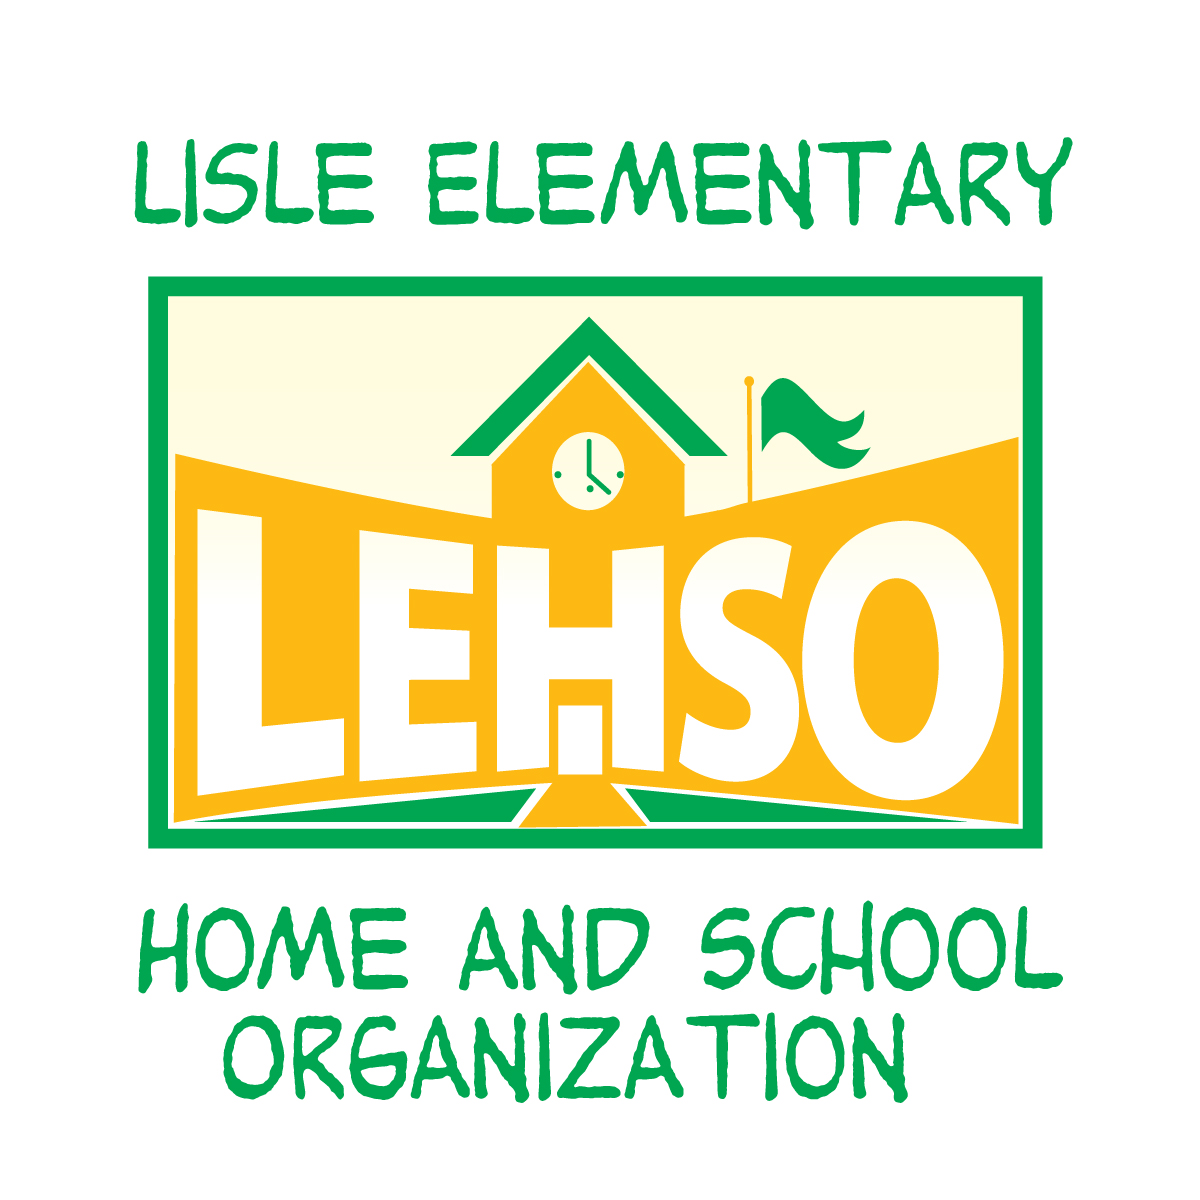 LISLE ELEMENTARY
LEHSO
HOME AND SCHOOL
ORGANIZATION